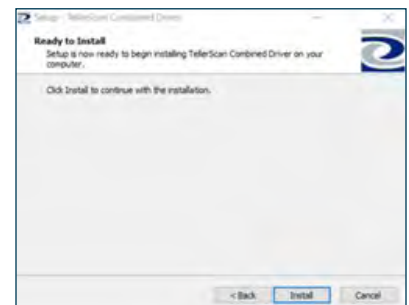 Setup - TellerScan Combined Driver
Ready to Install
Setup is now ready to begin installing TellerScan Combined Driver on your
computer.
Click Install to continue with the installation.
< Back
Install
Cancel